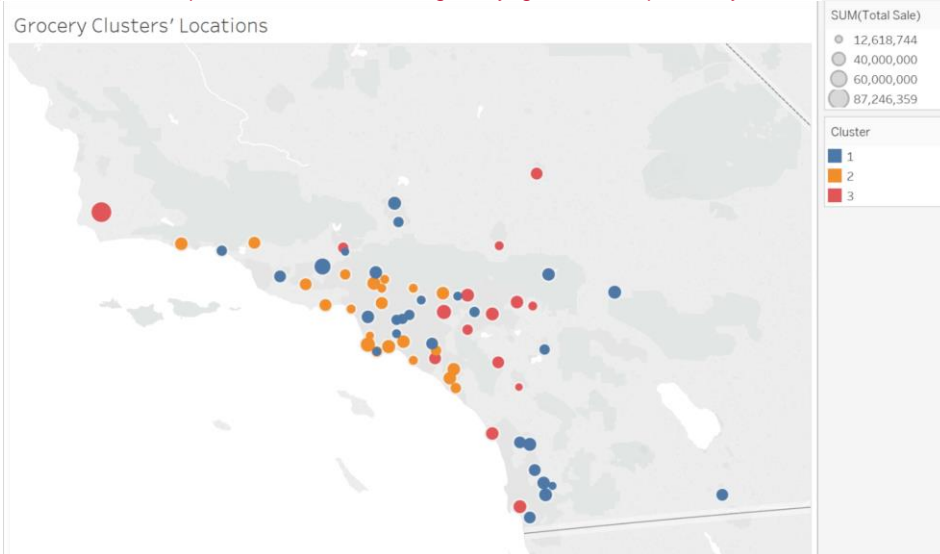 Grocery Clusters' Locations
SUM(Total Sale)
12,618,744
40,000,000
60,000,000
87,246,359
Cluster
1
2
3